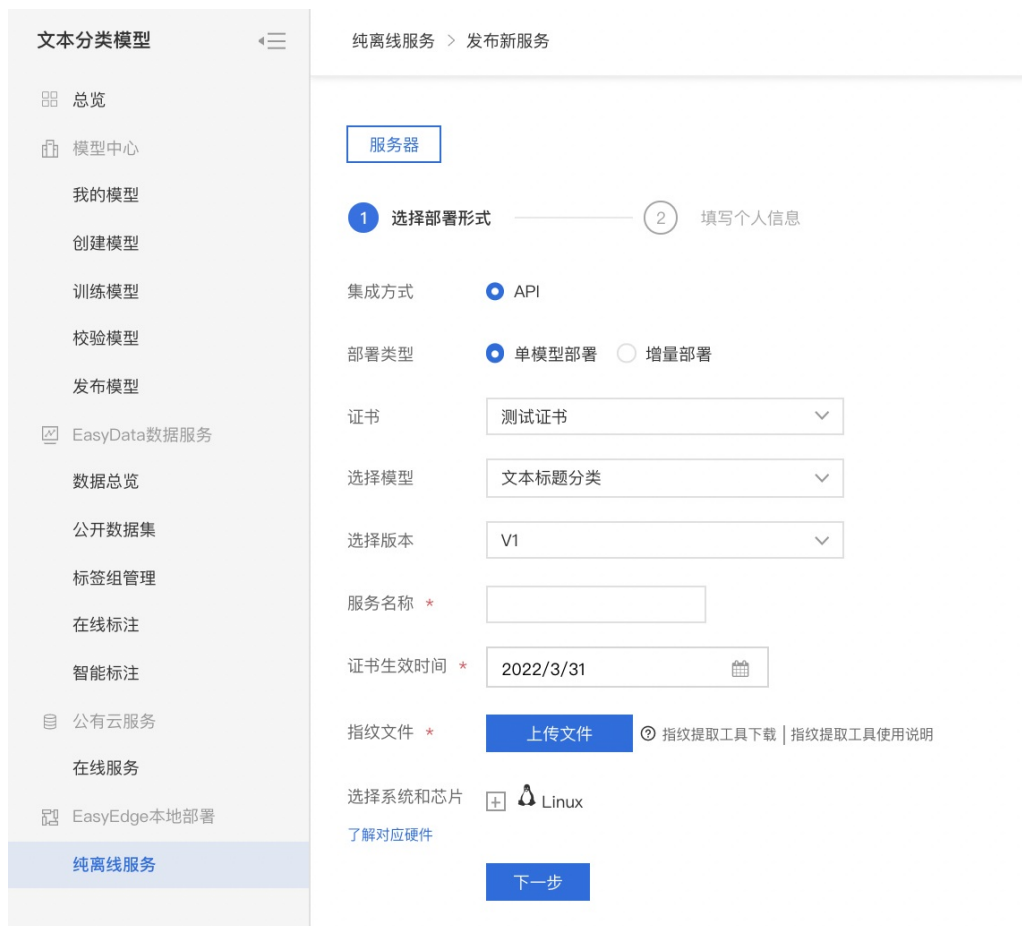 文本分类模型
总览
模型中心
我的模型
创建模型
训练模型
校验模型
发布模型
EasyData数据服务
数据总览
公开数据集
标签组管理
在线标注
智能标注
公有云服务
在线服务
EasyEdge本地部署
纯离线服务
纯离线服务 > 发布新服务
服务器
1 选择部署形式 2 填写个人信息
集成方式 API
部署类型 单模型部署 增量部署
证书 测试证书
选择模型 文本标题分类
选择版本 V1
服务名称 *
证书生效时间 * 2022/3/31
指纹文件 * 上传文件 ? 指纹提取工具下载 | 指纹提取工具使用说明
选择系统和芯片 + Linux
了解对应硬件
下一步